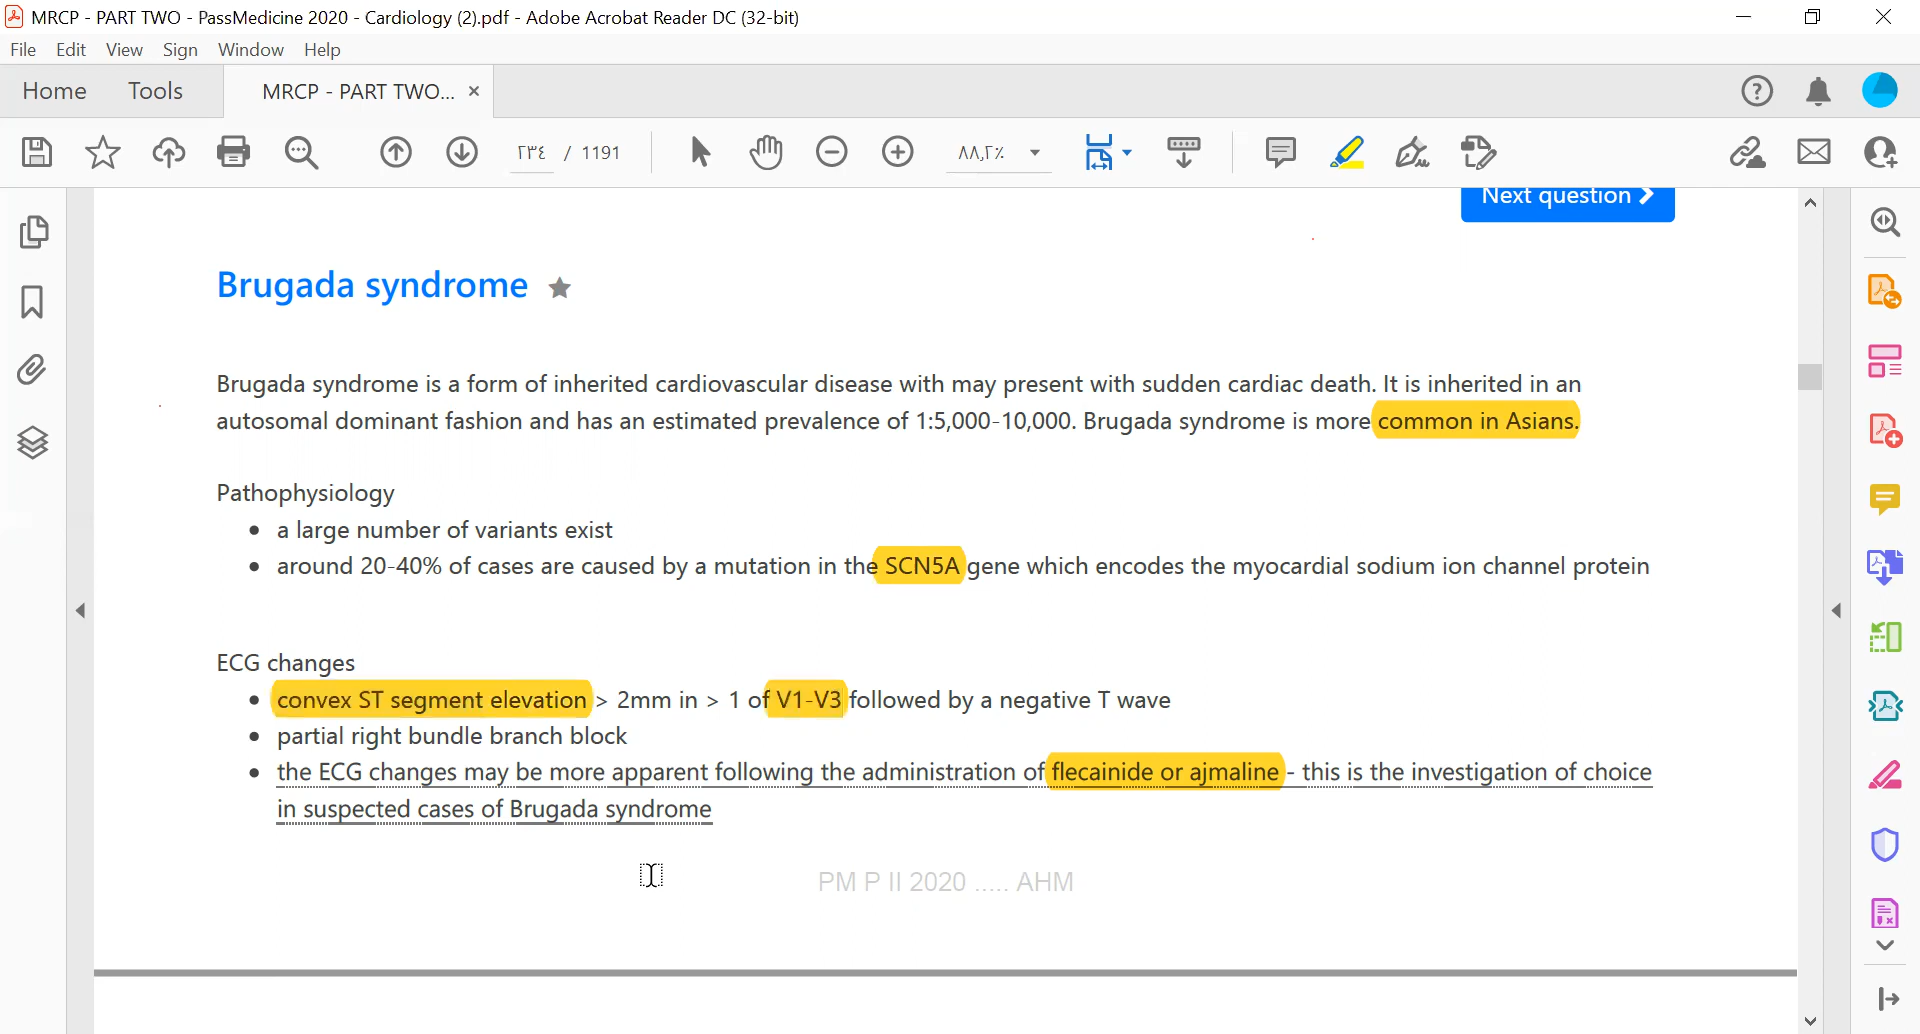 MRCP - PART TWO - PassMedicine 2020 - Cardiology (2).pdf - Adobe Acrobat Reader DC (32-bit)
File Edit View Sign Window Help
Home Tools MRCP - PART TWO... ×
٢٣٤ / 1191 ٨٨,٢٪
Next question
Brugada syndrome
Brugada syndrome is a form of inherited cardiovascular disease with may present with sudden cardiac death. It is inherited in an
autosomal dominant fashion and has an estimated prevalence of 1:5,000-10,000. Brugada syndrome is more common in Asians.
Pathophysiology
• a large number of variants exist
• around 20-40% of cases are caused by a mutation in the SCN5A gene which encodes the myocardial sodium ion channel protein
ECG changes
• convex ST segment elevation > 2mm in > 1 of V1-V3 followed by a negative T wave
• partial right bundle branch block
• the ECG changes may be more apparent following the administration of flecainide or ajmaline - this is the investigation of choice
in suspected cases of Brugada syndrome
PM P II 2020 ..... AHM